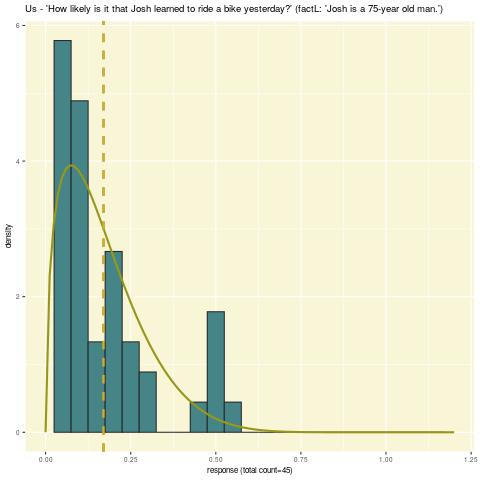 Us - 'How likely is it that Josh learned to ride a bike yesterday?' (factL: 'Josh is a 75-year old man.')
6
4
2
0
density
0.00 0.25 0.50 0.75 1.00 1.25
response (total count=45)